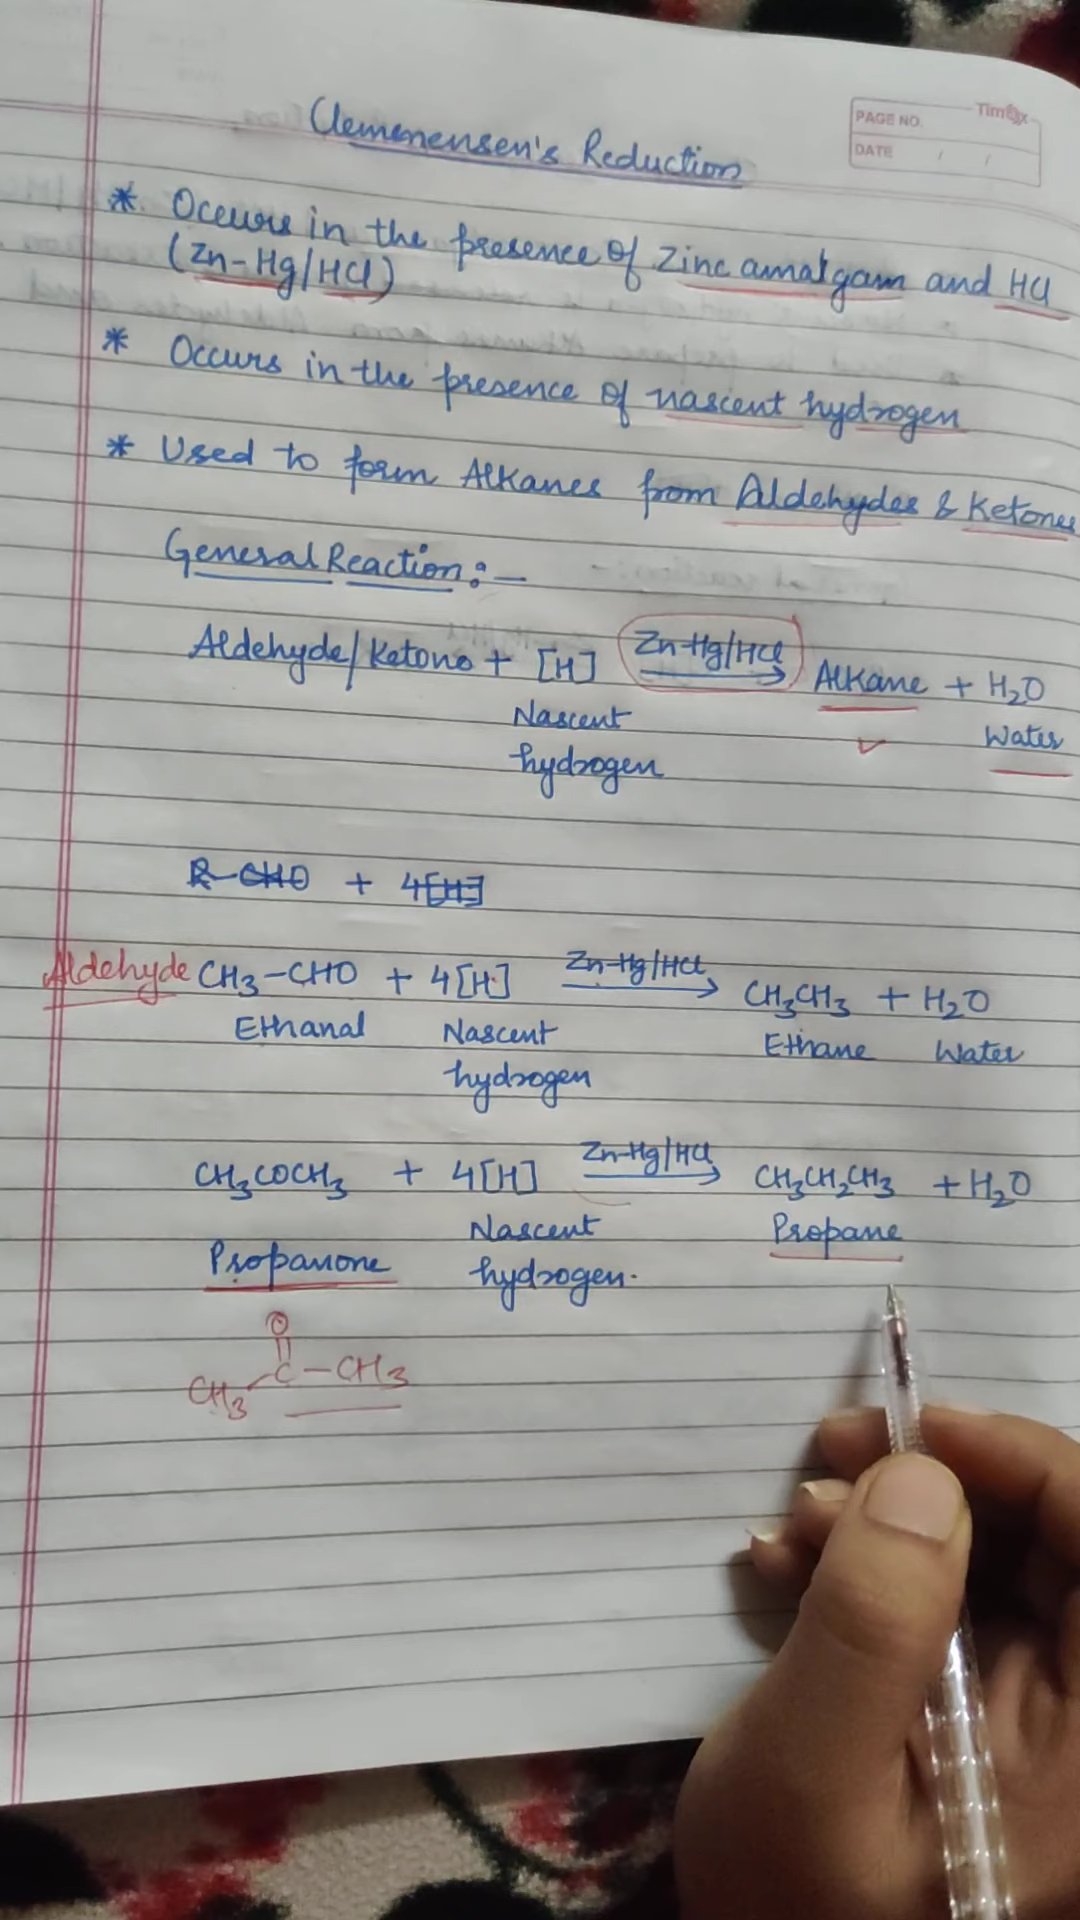 PAGE NO.
Timex
DATE / /
Clemenensen's Reduction
* Occurs in the presence of Zinc amalgam and HCl
(Zn-Hg/HCl)
* Occurs in the presence of nascent hydrogen
* Used to form Alkanes from Aldehydes & Ketones
General Reaction:-
Aldehyde/Ketone + [H] Zn-Hg/HCl → Alkane + H₂O
Nascent hydrogen Water
R-CHO + 4[H]
Aldehyde CH₃-CHO + 4[H] Zn-Hg/HCl → CH₃CH₃ + H₂O
Ethanal Nascent hydrogen Ethane Water
CH₃COCH₃ + 4[H] Zn-Hg/HCl → CH₃CH₂CH₃ + H₂O
Propanone Nascent hydrogen. Propane
O
||
CH₃-C-CH₃